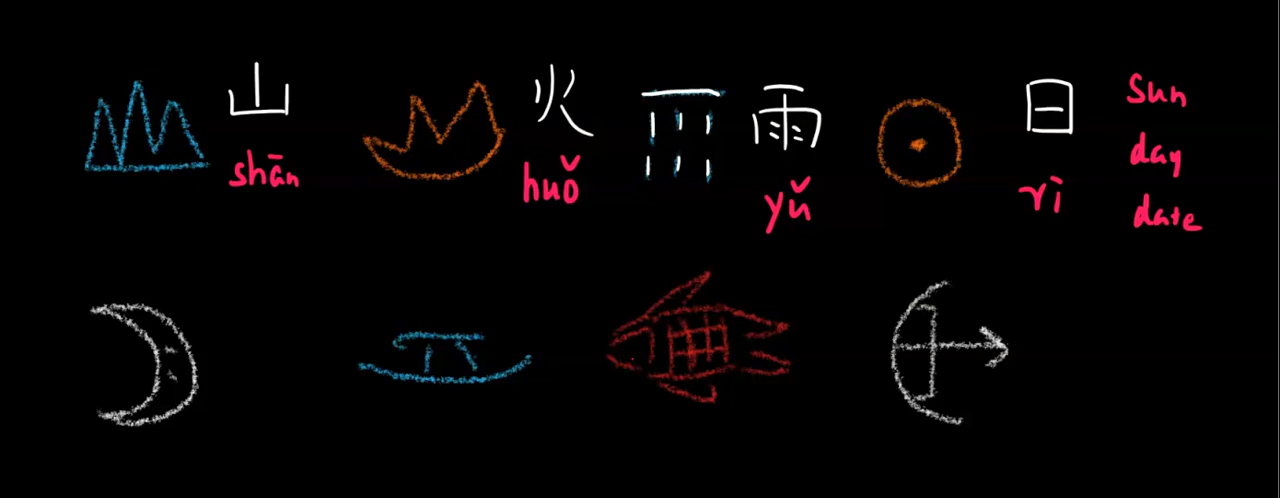 山
shān
火
huǒ
雨
yǔ
日
rì
sun
day
date